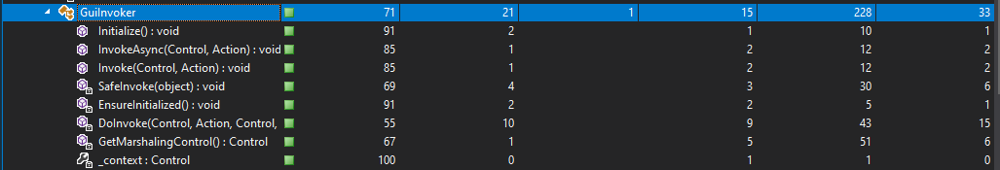 GuiInvoker 71 21 1 15 228 33
Initialize() : void 91 2 1 10 1
InvokeAsync(Control, Action) : void 85 1 2 12 2
Invoke(Control, Action) : void 85 1 2 12 2
SafeInvoke(object) : void 69 4 3 30 6
EnsureInitialized() : void 91 2 2 5 1
DoInvoke(Control, Action, Control, 55 10 9 43 15
GetMarshalingControl() : Control 67 1 5 51 6
_context : Control 100 0 1 1 0